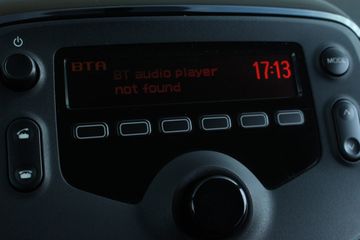 BTA
BT audio player
not found
17:13
MODE